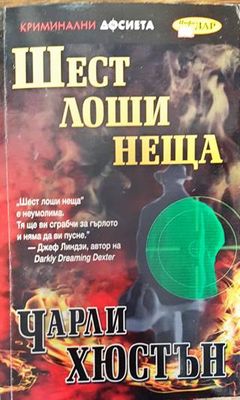 КРИМИНАЛНИ ДОСИЕТА
ДАР
ШЕСТ
ЛОШИ
НЕЩА
„Шест лоши неща"
е неумолима.
Тя ще ви сграбчи за гърлото
и няма да ви пусне."
— Джеф Линдзи, автор на
Darkly Dreaming Dexter
ЧАРЛИ
ХЮСТЪН